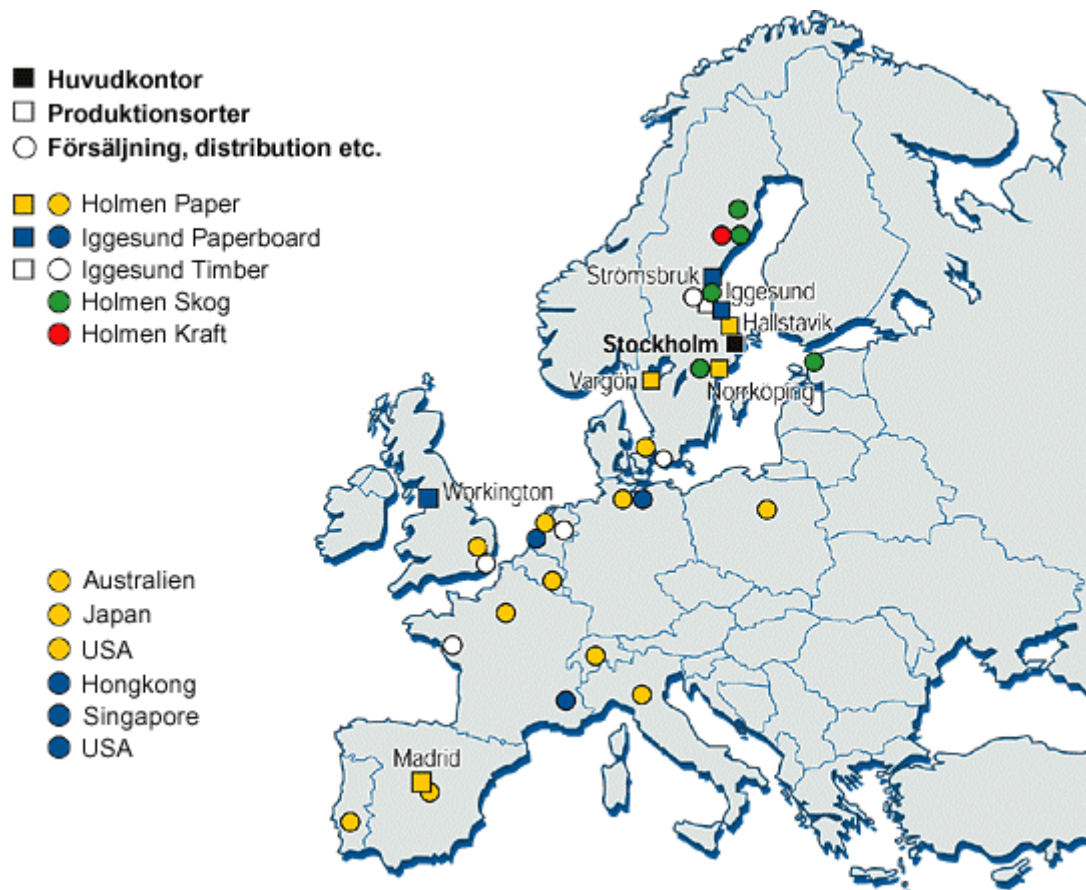 Huvudkontor
Produktionsorter
Försäljning, distribution etc.
Holmen Paper
Iggesund Paperboard
Iggesund Timber
Holmen Skog
Holmen Kraft
Strömsbruk
Iggesund
Hallstavik
Stockholm
Vargön
Norrköping
Workington
Australien
Japan
USA
Hongkong
Singapore
USA
Madrid